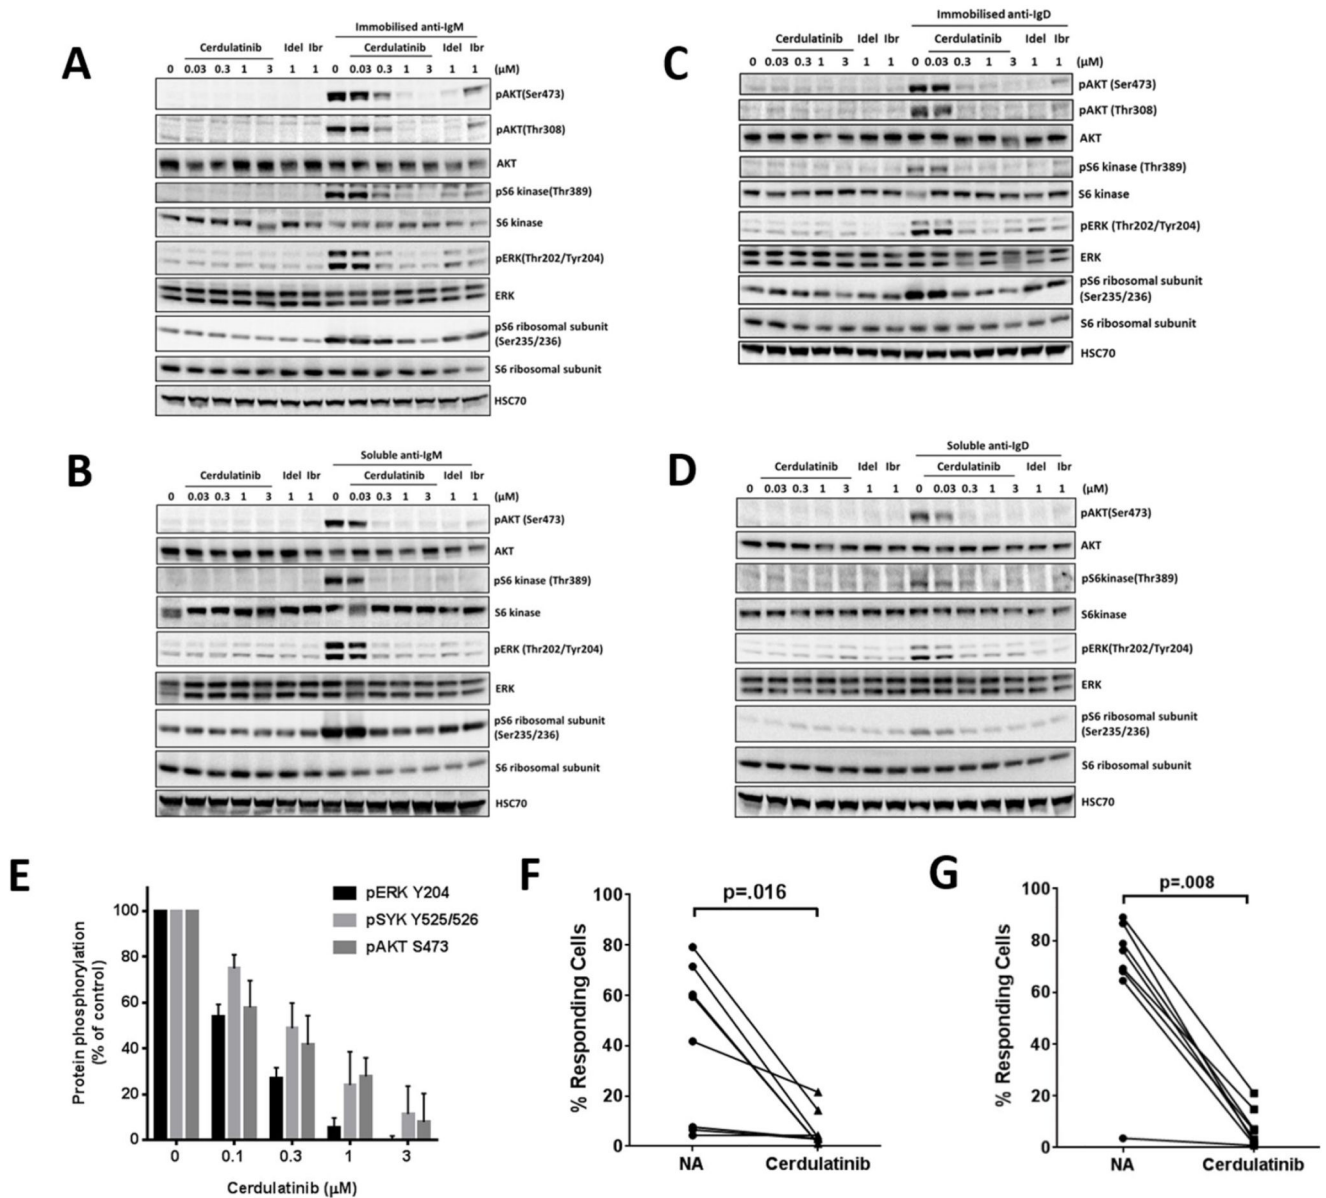 A
Immobilised anti-IgM
Cerdulatinib Idel Ibr Cerdulatinib Idel Ibr
0 0.03 0.3 1 3 1 1 0 0.03 0.3 1 3 1 1 (μM)
pAKT(Ser473)
pAKT(Thr308)
AKT
pS6 kinase(Thr389)
S6 kinase
pERK(Thr202/Tyr204)
ERK
pS6 ribosomal subunit
(Ser235/236)
S6 ribosomal subunit
HSC70
C
Immobilised anti-IgD
Cerdulatinib Idel Ibr Cerdulatinib Idel Ibr
0 0.03 0.3 1 3 1 1 0 0.03 0.3 1 3 1 1 (μM)
pAKT (Ser473)
pAKT (Thr308)
AKT
pS6 kinase (Thr389)
S6 kinase
pERK (Thr202/Tyr204)
ERK
pS6 ribosomal subunit
(Ser235/236)
S6 ribosomal subunit
HSC70
B
Soluble anti-IgM
Cerdulatinib Idel Ibr Cerdulatinib Idel Ibr
0 0.03 0.3 1 3 1 1 0 0.03 0.3 1 3 1 1 (μM)
pAKT (Ser473)
AKT
pS6 kinase (Thr389)
S6 kinase
pERK (Thr202/Tyr204)
ERK
pS6 ribosomal subunit
(Ser235/236)
S6 ribosomal subunit
HSC70
D
Soluble anti-IgD
Cerdulatinib Idel Ibr Cerdulatinib Idel Ibr
0 0.03 0.3 1 3 1 1 0 0.03 0.3 1 3 1 1 (μM)
pAKT(Ser473)
AKT
pS6kinase(Thr389)
S6kinase
pERK(Thr202/Tyr204)
ERK
pS6 ribosomal subunit
(Ser235/236)
S6 ribosomal subunit
HSC70
E
pERK Y204
pSYK Y525/526
pAKT S473
Protein phosphorylation
(% of control)
100
80
60
40
20
0
0 0.1 0.3 1 3
Cerdulatinib (μM)
F
p=.016
% Responding Cells
100
80
60
40
20
0
NA Cerdulatinib
G
p=.008
% Responding Cells
100
80
60
40
20
0
NA Cerdulatinib